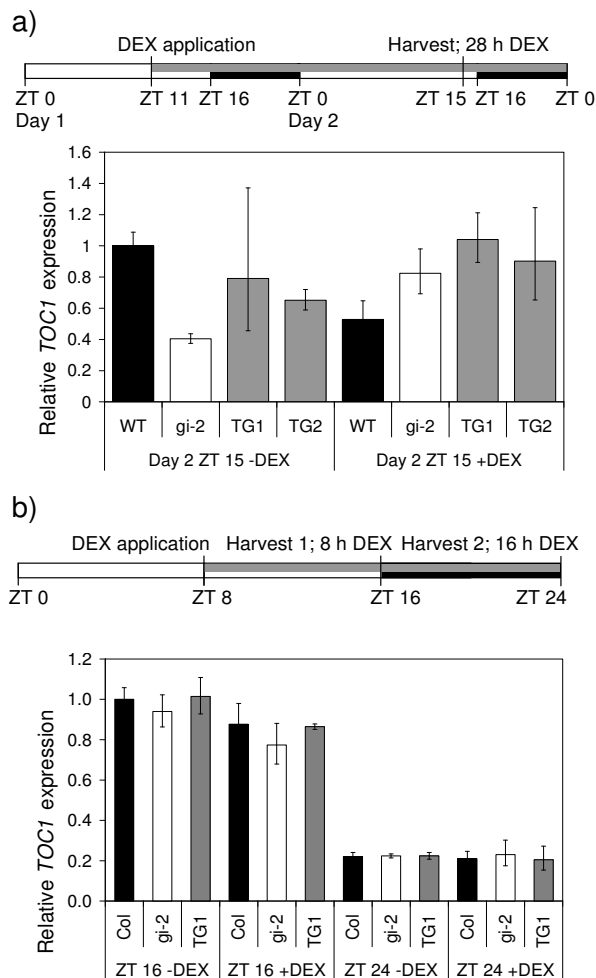 a)
DEX application Harvest; 28 h DEX
ZT 0 ZT 11 ZT 16 ZT 0 ZT 15 ZT 16 ZT 0
Day 1 Day 2
Relative TOC1 expression
1.6
1.4
1.2
1
0.8
0.6
0.4
0.2
0
WT gi-2 TG1 TG2 WT gi-2 TG1 TG2
Day 2 ZT 15 -DEX Day 2 ZT 15 +DEX
b)
DEX application Harvest 1; 8 h DEX Harvest 2; 16 h DEX
ZT 0 ZT 8 ZT 16 ZT 24
Relative TOC1 expression
1.2
1.0
0.8
0.6
0.4
0.2
0.0
Col gi-2 TG1 Col gi-2 TG1 Col gi-2 TG1 Col gi-2 TG1
ZT 16 -DEX ZT 16 +DEX ZT 24 -DEX ZT 24 +DEX